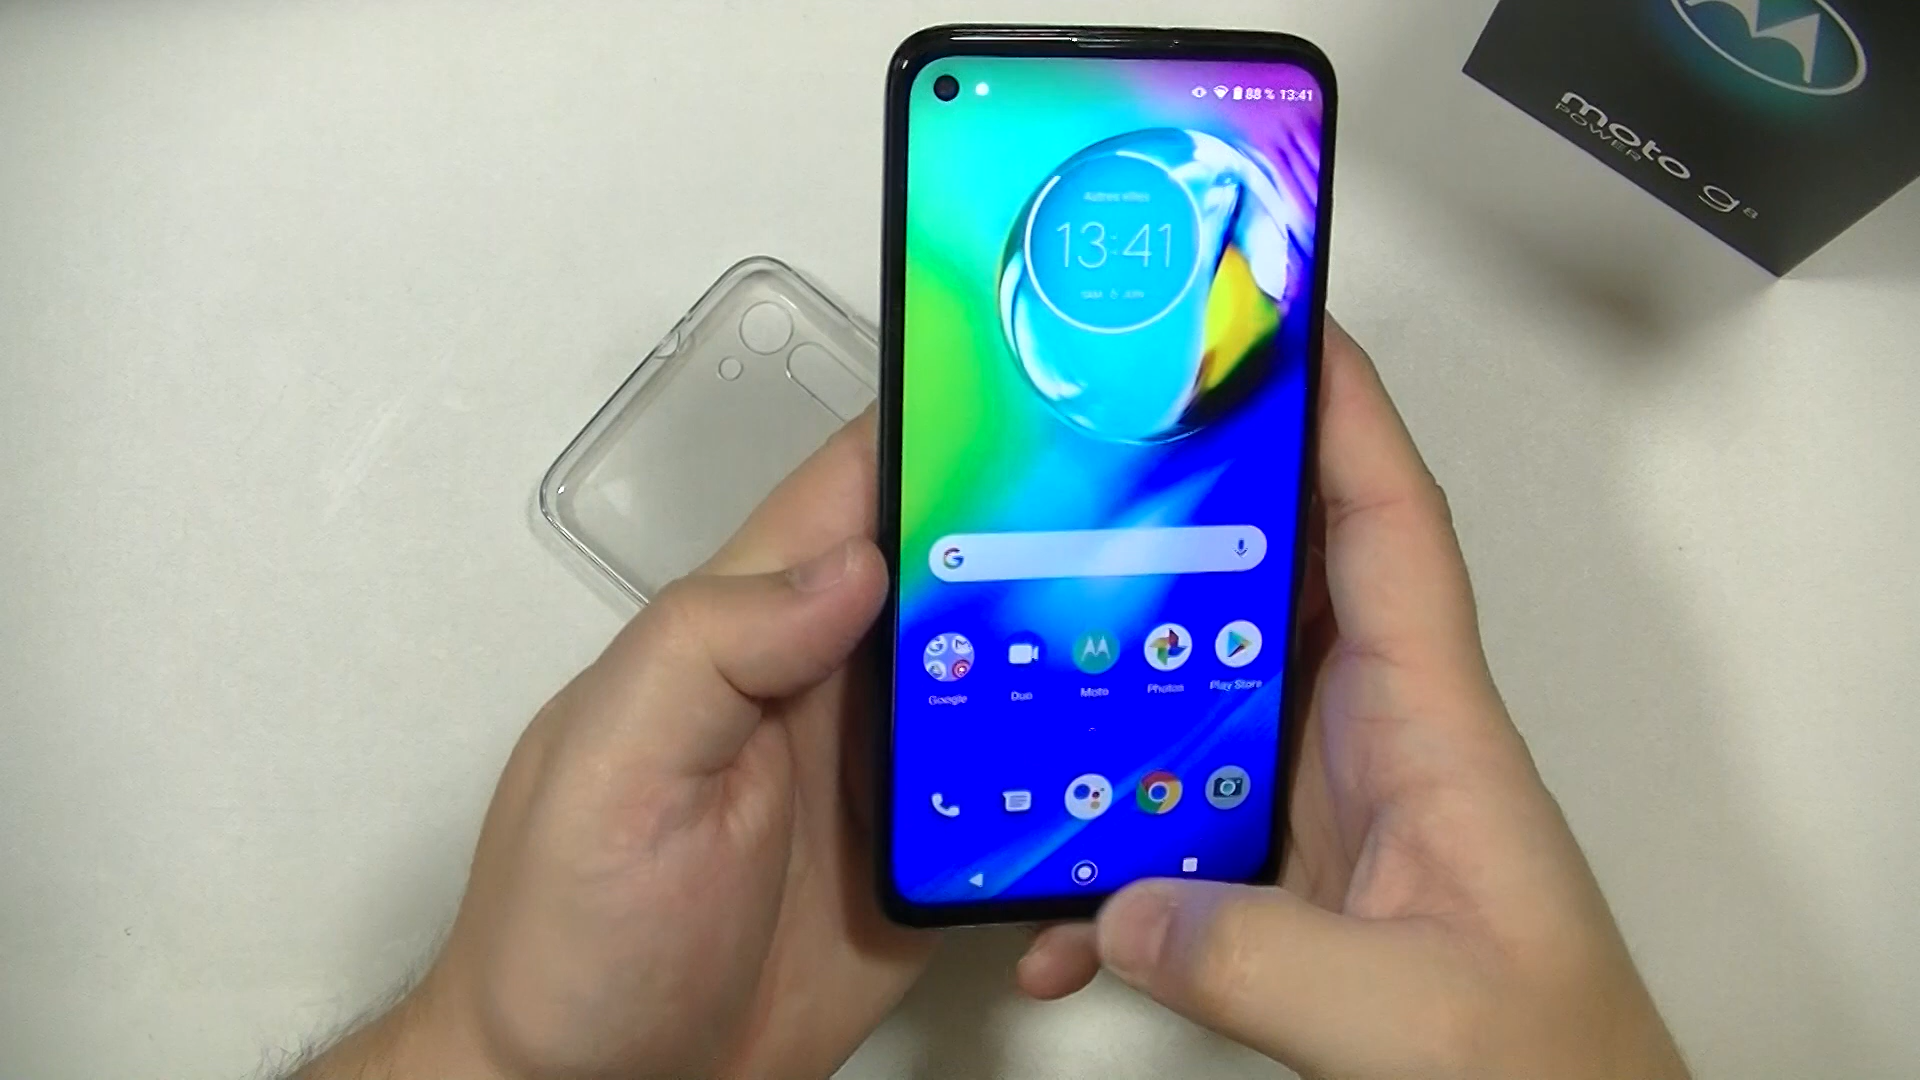 88 % 13:41
moto g8
POWER
Autres villes
13:41
SAM. 6 JUIN
Google
Duo
Moto
Photos
Play Store